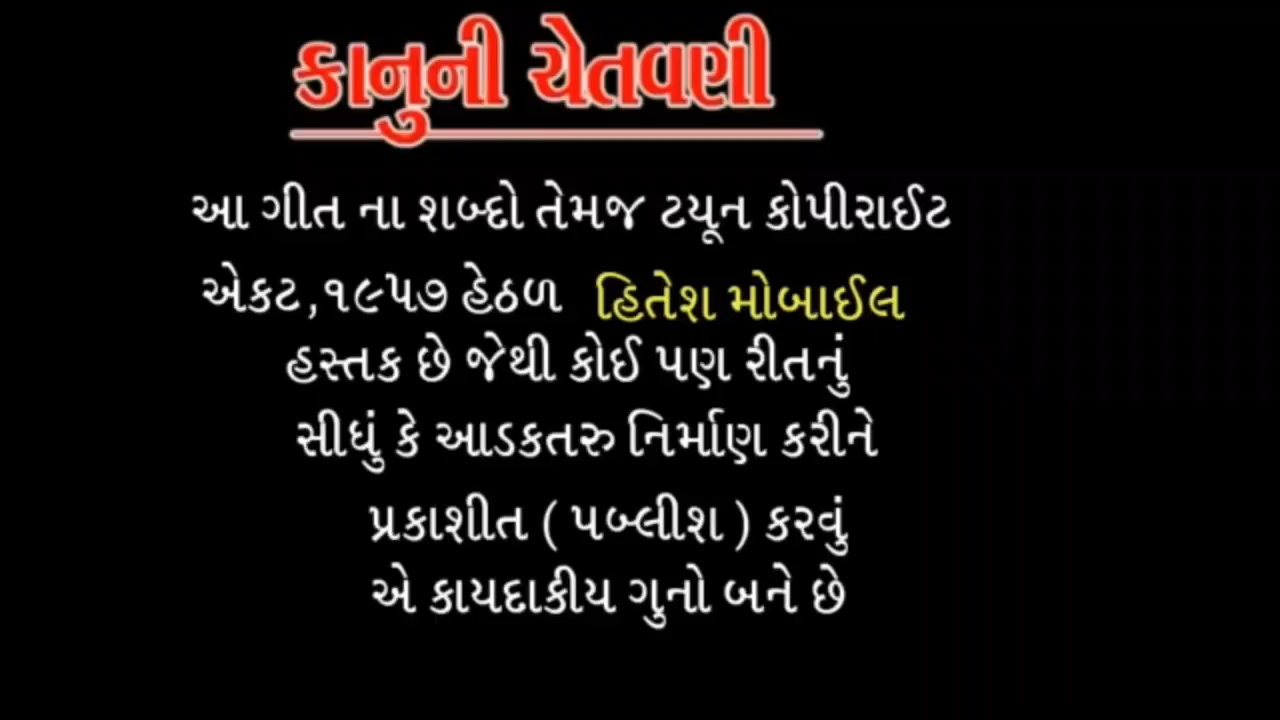 કાનુની ચેતવણી
આ ગીત ના શબ્દો તેમજ ટયૂન કોપીરાઈટ
એકટ,૧૯૫૭ હેઠળ હિતેશ મોબાઈલ
હસ્તક છે જેથી કોઈ પણ રીતનું
સીધું કે આડકતરુ નિર્માણ કરીને
પ્રકાશીત ( પબ્લીશ ) કરવું
એ કાયદાકીય ગુનો બને છે